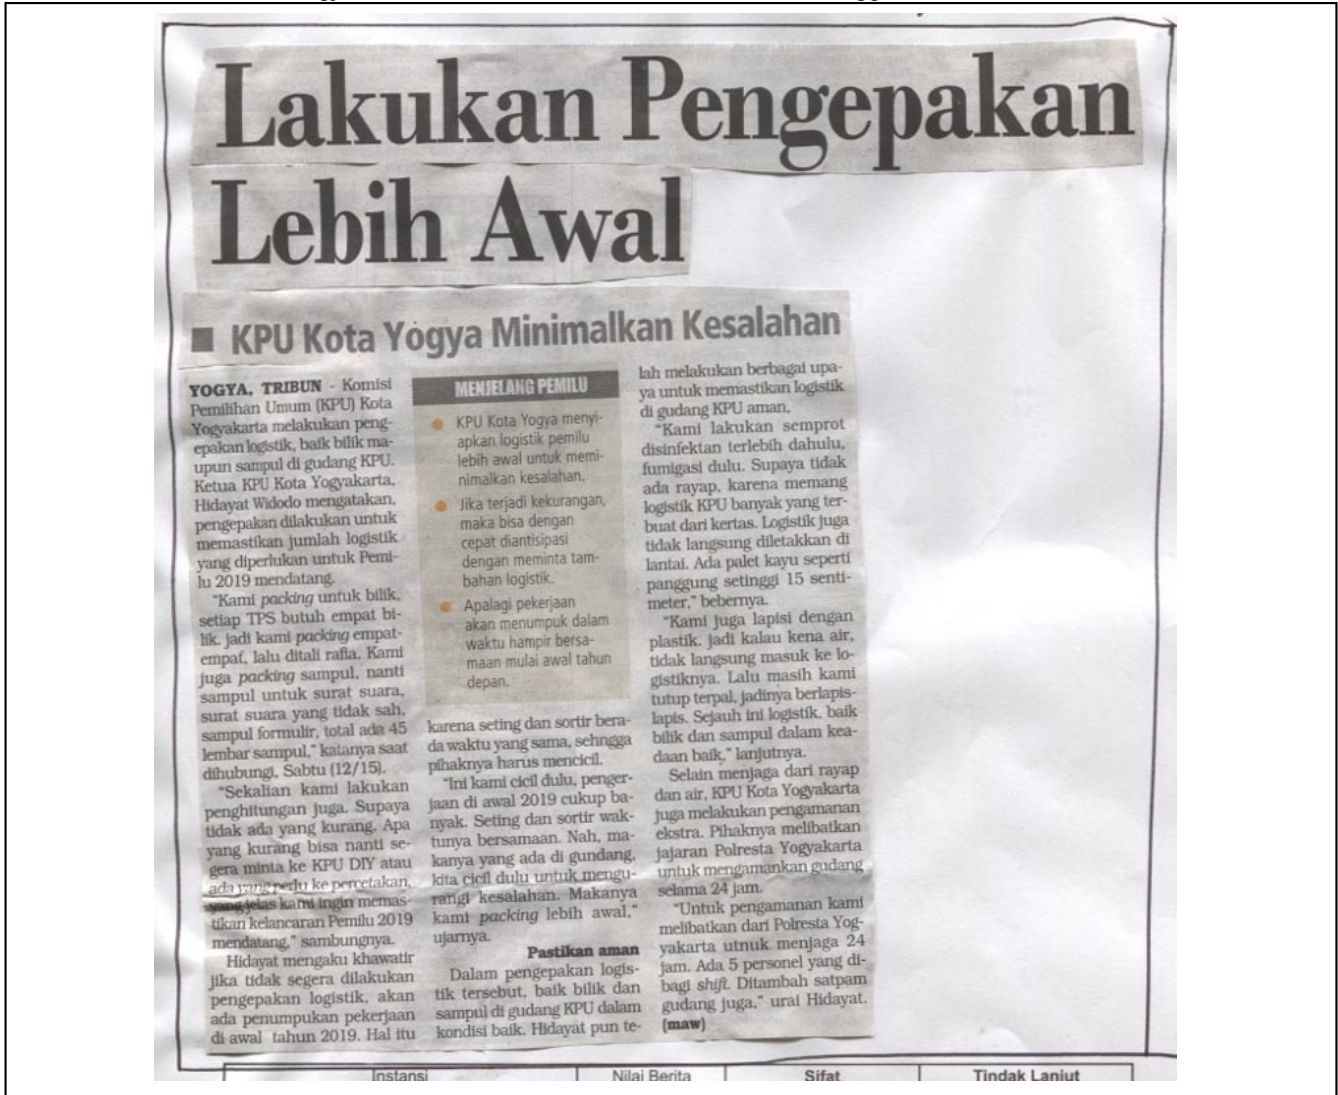 Lakukan Pengepakan
Lebih Awal
■ KPU Kota Yogya Minimalkan Kesalahan
YOGYA, TRIBUN - Komisi
Pemilihan Umum (KPU) Kota
Yogyakarta melakukan peng-
epakan logistik, baik bilik ma-
upun sampul di gudang KPU.
Ketua KPU Kota Yogyakarta,
Hidayat Widodo mengatakan,
pengepakan dilakukan untuk
memastikan jumlah logistik
yang diperlukan untuk Pemi-
lu 2019 mendatang.
"Kami packing untuk bilik,
setiap TPS butuh empat bi-
lik. jadi kami packing empat-
empat, lalu ditali rafia. Kami
juga packing sampul, nanti
sampul untuk surat suara,
surat suara yang tidak sah,
sampul formulir, total ada 45
lembar sampul," katanya saat
dihubungi, Sabtu (12/15).
"Sekalian kami lakukan
penghitungan juga. Supaya
tidak ada yang kurang. Apa
yang kurang bisa nanti se-
gera minta ke KPU DIY atau
ada yang perlu ke percetakan,
yang jelas kami ingin memas-
tikan kelancaran Pemilu 2019
mendatang," sambungnya.
Hidayat mengaku khawatir
jika tidak segera dilakukan
pengepakan logistik, akan
ada penumpukan pekerjaan
di awal tahun 2019. Hal itu
MENJELANG PEMILU
● KPU Kota Yogya menyi-
apkan logistik pemilu
lebih awal untuk memi-
nimalkan kesalahan.
● Jika terjadi kekurangan,
maka bisa dengan
cepat diantisipasi
dengan meminta tam-
bahan logistik.
● Apalagi pekerjaan
akan menumpuk dalam
waktu hampir bersa-
maan mulai awal tahun
depan.
karena seting dan sortir bera-
da waktu yang sama, sehngga
pihaknya harus mencicil.
"Ini kami cicil dulu, penger-
jaan di awal 2019 cukup ba-
nyak. Seting dan sortir wak-
tunya bersamaan. Nah, ma-
kanya yang ada di gundang,
kita cicil dulu untuk mengu-
rangi kesalahan. Makanya
kami packing lebih awal,"
ujarnya.
Pastikan aman
Dalam pengepakan logis-
tik tersebut, baik bilik dan
sampul di gudang KPU dalam
kondisi baik. Hidayat pun te-
lah melakukan berbagai upa-
ya untuk memastikan logistik
di gudang KPU aman.
"Kami lakukan semprot
disinfektan terlebih dahulu,
fumigasi dulu. Supaya tidak
ada rayap, karena memang
logistik KPU banyak yang ter-
buat dari kertas. Logistik juga
tidak langsung diletakkan di
lantai. Ada palet kayu seperti
panggung setinggi 15 senti-
meter," bebernya.
"Kami juga lapisi dengan
plastik. jadi kalau kena air,
tidak langsung masuk ke lo-
gistiknya. Lalu masih kami
tutup terpal, jadinya berlapis-
lapis. Sejauh ini logistik, baik
bilik dan sampul dalam kea-
daan baik," lanjutnya.
Selain menjaga dari rayap
dan air, KPU Kota Yogyakarta
juga melakukan pengamanan
ekstra. Pihaknya melibatkan
jajaran Polresta Yogyakarta
untuk mengamankan gudang
selama 24 jam.
"Untuk pengamanan kami
melibatkan dari Polresta Yog-
yakarta utnuk menjaga 24
jam. Ada 5 personel yang di-
bagi shift. Ditambah satpam
gudang juga," urai Hidayat.
(maw)
Instansi Nilai Berita Sifat Tindak Lanjut